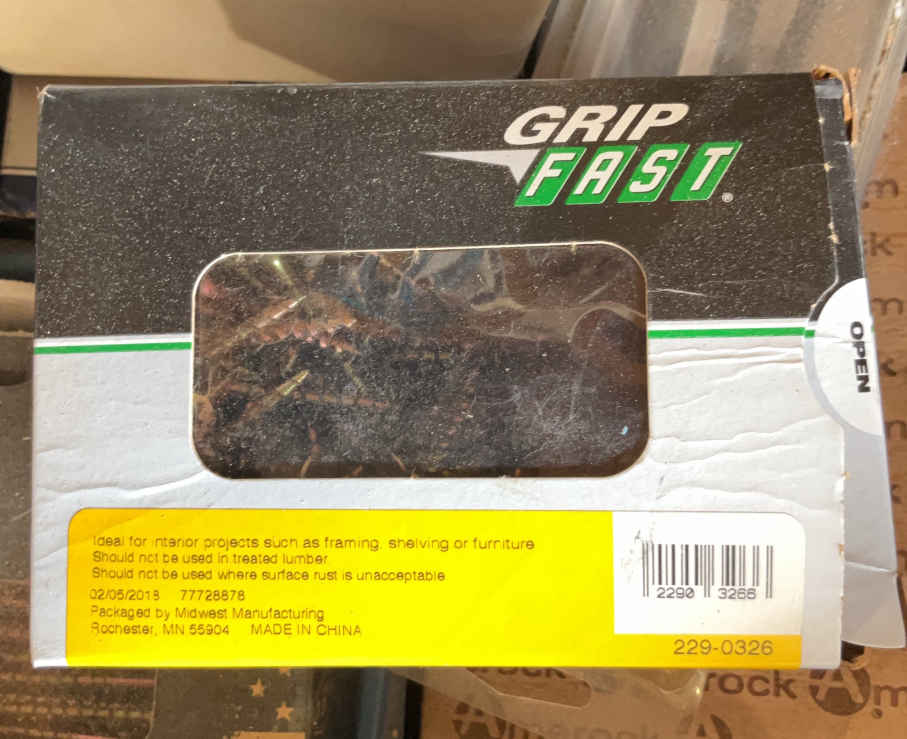 GRIP
FAST®
OPEN
Ideal for interior projects such as framing, shelving or furniture
Should not be used in treated lumber
Should not be used where surface rust is unacceptable
02/05/2018 77728878
Packaged by Midwest Manufacturing
Rochester, MN 55904 MADE IN CHINA
2290 3266
229-0326
rock Am